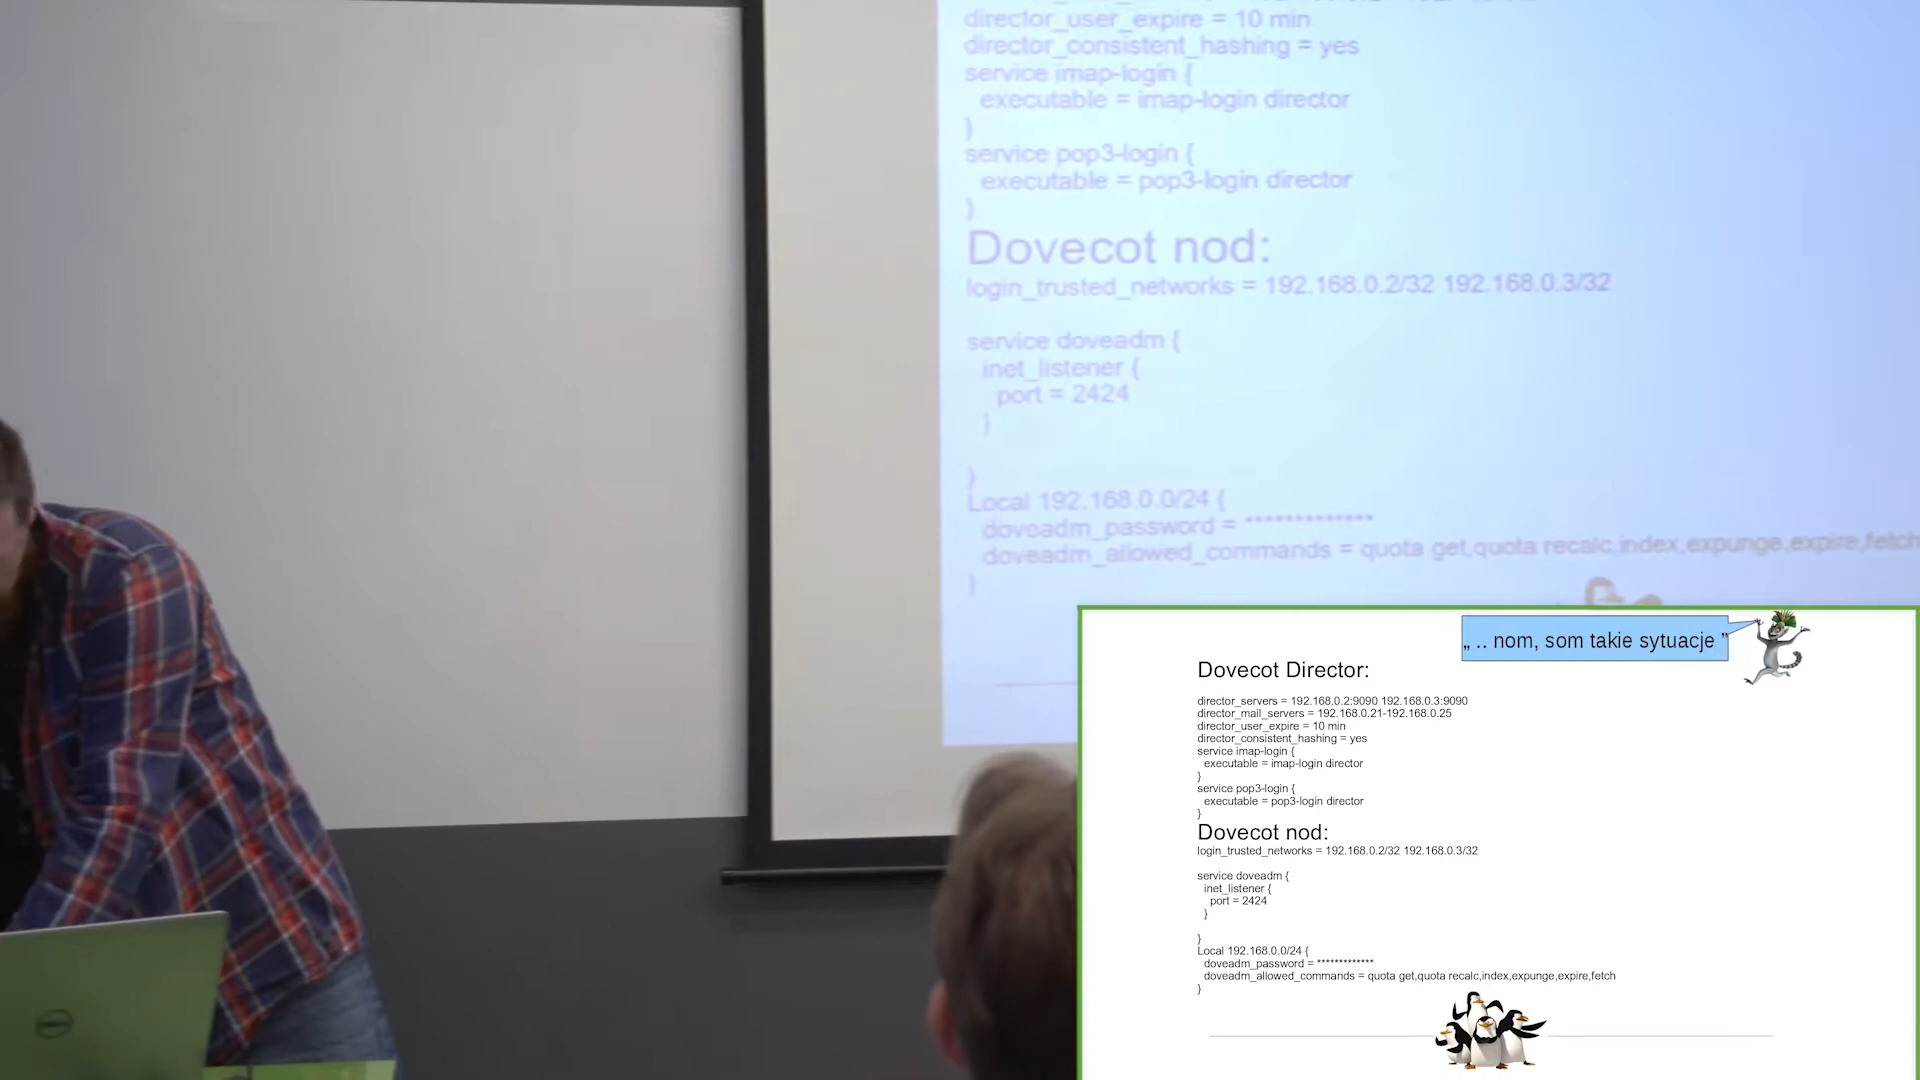 director_user_expire = 10 min
director_consistent_hashing = yes
service imap-login {
executable = imap-login director
}
service pop3-login {
executable = pop3-login director
}
Dovecot nod:
login_trusted_networks = 192.168.0.2/32 192.168.0.3/32
service doveadm {
inet_listener {
port = 2424
}
}
Local 192.168.0.0/24 {
doveadm_password = *************
doveadm_allowed_commands = quota get,quota recalc,index,expunge,expire,fetch
}
„ .. nom, som takie sytuacje ”
Dovecot Director:
director_servers = 192.168.0.2:9090 192.168.0.3:9090
director_mail_servers = 192.168.0.21-192.168.0.25
director_user_expire = 10 min
director_consistent_hashing = yes
service imap-login {
executable = imap-login director
}
service pop3-login {
executable = pop3-login director
}
Dovecot nod:
login_trusted_networks = 192.168.0.2/32 192.168.0.3/32
service doveadm {
inet_listener {
port = 2424
}
}
Local 192.168.0.0/24 {
doveadm_password = *************
doveadm_allowed_commands = quota get,quota recalc,index,expunge,expire,fetch
}
DELL